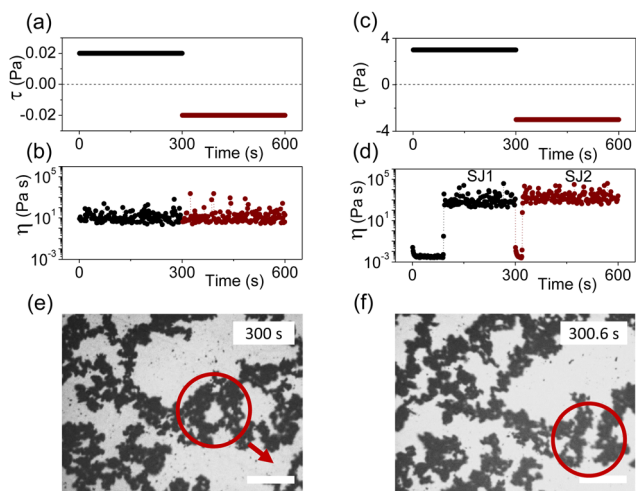 (a)
τ (Pa)
0.02
0.00
-0.02
0
300
600
Time (s)
(b)
η (Pa s)
10⁵
10¹
10⁻³
0
300
600
Time (s)
(c)
τ (Pa)
4
0
-4
0
300
600
Time (s)
(d)
η (Pa s)
10⁵
10¹
10⁻³
SJ1
SJ2
0
300
600
Time (s)
(e)
300 s
(f)
300.6 s